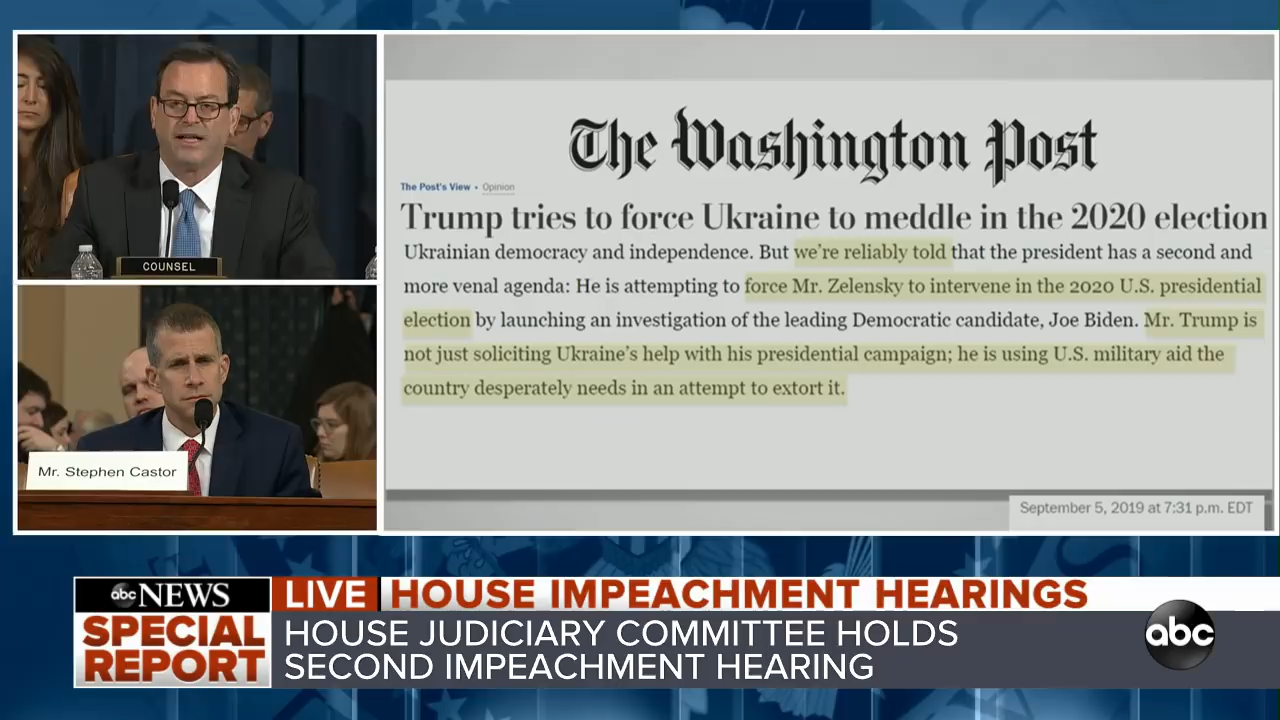 COUNSEL
Mr. Stephen Castor
The Washington Post
The Post's View • Opinion
Trump tries to force Ukraine to meddle in the 2020 election
Ukrainian democracy and independence. But we're reliably told that the president has a second and
more venal agenda: He is attempting to force Mr. Zelensky to intervene in the 2020 U.S. presidential
election by launching an investigation of the leading Democratic candidate, Joe Biden. Mr. Trump is
not just soliciting Ukraine's help with his presidential campaign; he is using U.S. military aid the
country desperately needs in an attempt to extort it.
September 5, 2019 at 7:31 p.m. EDT
abc NEWS
SPECIAL
REPORT
LIVE HOUSE IMPEACHMENT HEARINGS
HOUSE JUDICIARY COMMITTEE HOLDS
SECOND IMPEACHMENT HEARING
abc